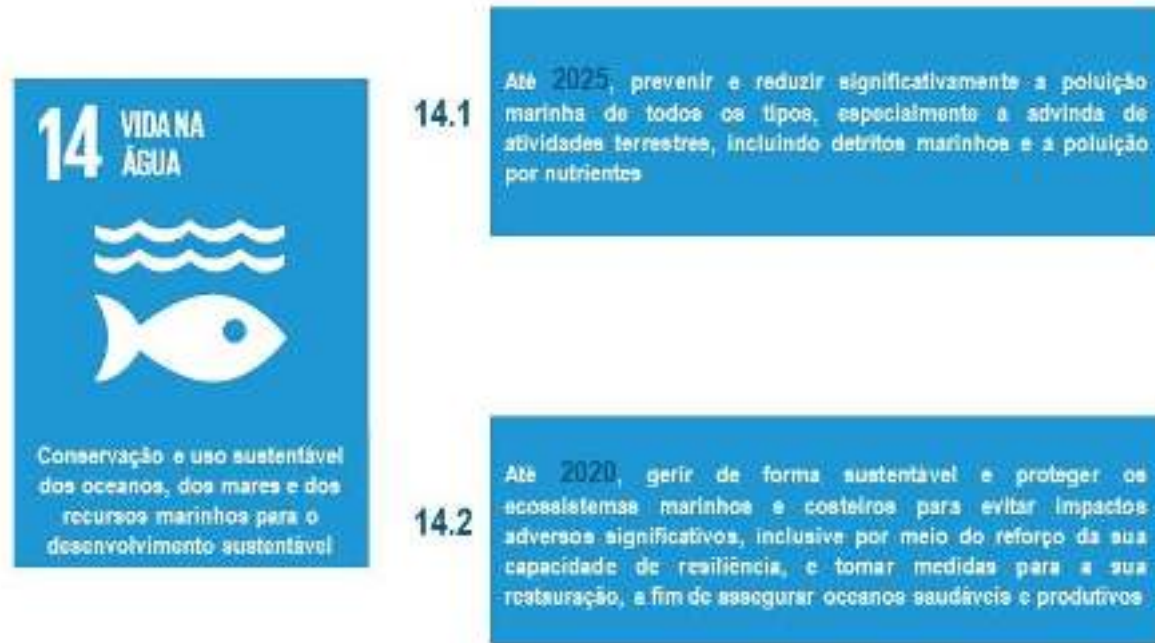 14 VIDA NA
ÁGUA
Conservação e uso sustentável
dos oceanos, dos mares e dos
recursos marinhos para o
desenvolvimento sustentável
14.1
Até 2025, prevenir e reduzir significativamente a poluição
marinha de todos os tipos, especialmente a advinda de
atividades terrestres, incluindo detritos marinhos e a poluição
por nutrientes
14.2
Até 2020, gerir de forma sustentável e proteger os
ecossistemas marinhos e costeiros para evitar impactos
adversos significativos, inclusive por meio do reforço da sua
capacidade de resiliência, e tomar medidas para a sua
restauração, a fim de assegurar oceanos saudáveis e produtivos